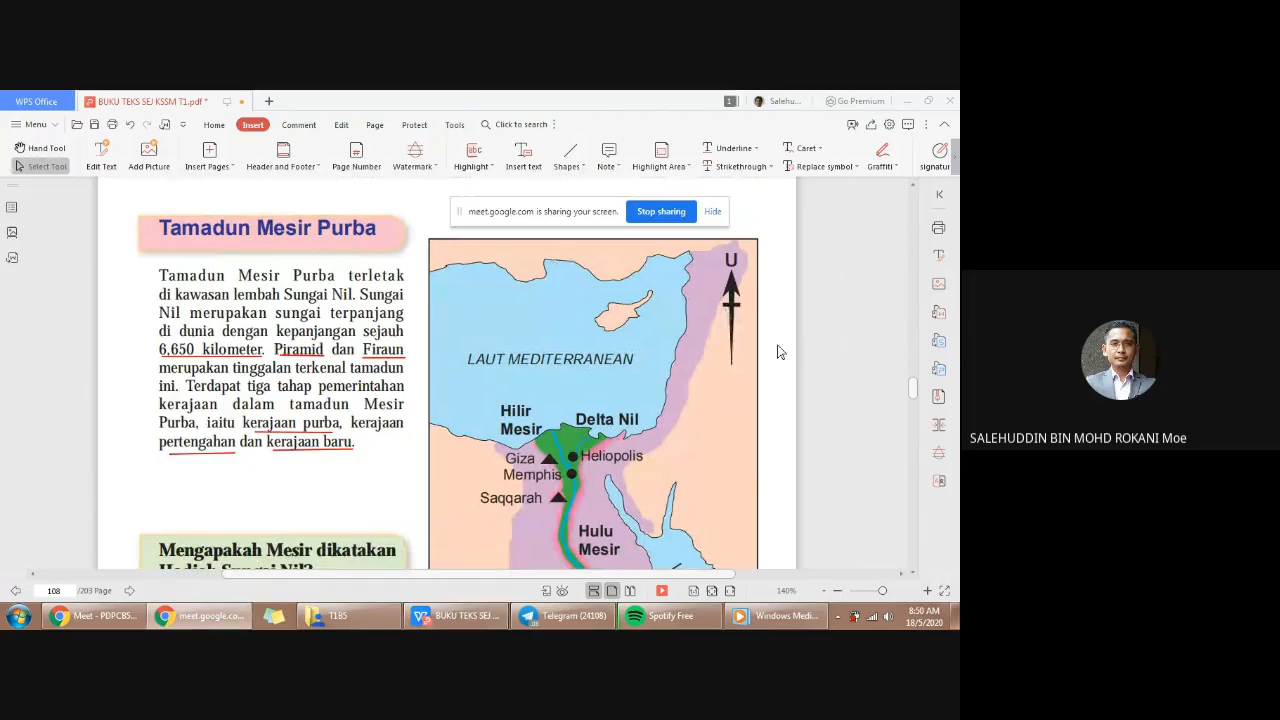 WPS Office
BUKU TEKS SEJ KSSM T1.pdf *
1
Salehu...
Go Premium
Menu
Home
Insert
Comment
Edit
Page
Protect
Tools
Click to search
Hand Tool
Select Tool
Edit Text
Add Picture
Insert Pages
Header and Footer
Page Number
Watermark
Highlight
Insert text
Shapes
Note
Highlight Area
Underline
Strikethrough
Caret
Replace symbol
Graffiti
signatur
meet.google.com is sharing your screen.
Stop sharing
Hide
Tamadun Mesir Purba
Tamadun Mesir Purba terletak
di kawasan lembah Sungai Nil. Sungai
Nil merupakan sungai terpanjang
di dunia dengan kepanjangan sejauh
6,650 kilometer. Piramid dan Firaun
merupakan tinggalan terkenal tamadun
ini. Terdapat tiga tahap pemerintahan
kerajaan dalam tamadun Mesir
Purba, iaitu kerajaan purba, kerajaan
pertengahan dan kerajaan baru.
Mengapakah Mesir dikatakan
Hadiah Sungai Nil?
U
LAUT MEDITERRANEAN
Hilir
Mesir
Delta Nil
Giza
Heliopolis
Memphis
Saqqarah
Hulu
Mesir
SALEHUDDIN BIN MOHD ROKANI Moe
108
/203 Page
140%
Meet - PDPCB5...
meet.google.co...
T1B5
BUKU TEKS SEJ ...
Telegram (24108)
Spotify Free
Windows Medi...
8:50 AM
18/5/2020